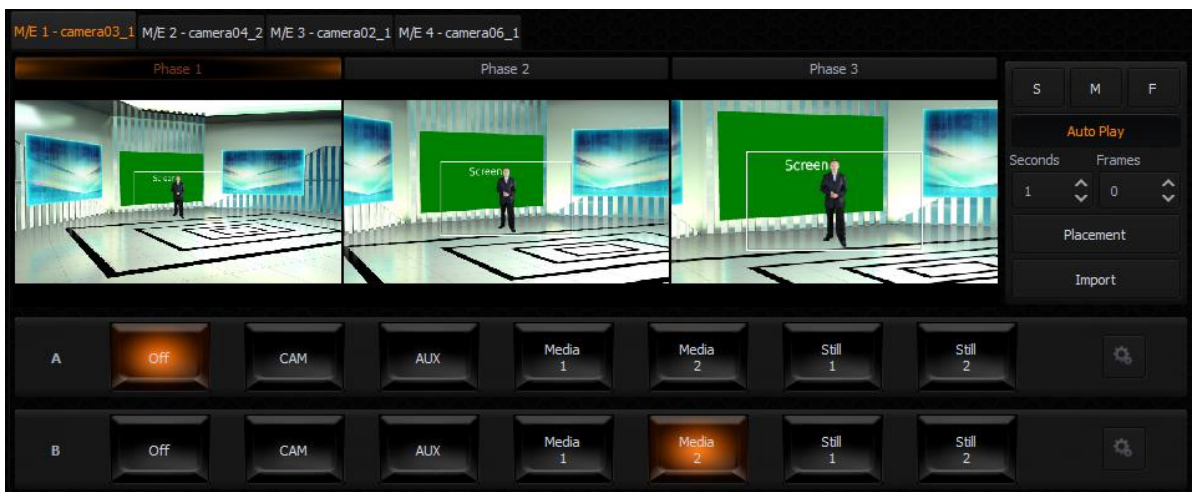 M/E 1 - camera03_1 M/E 2 - camera04_2 M/E 3 - camera02_1 M/E 4 - camera06_1
Phase 1 Phase 2 Phase 3
S M F
Auto Play
Seconds Frames
1 0
Placement
Import
Screen
Screen
Screen
A Off CAM AUX Media 1 Media 2 Still 1 Still 2
B Off CAM AUX Media 1 Media 2 Still 1 Still 2